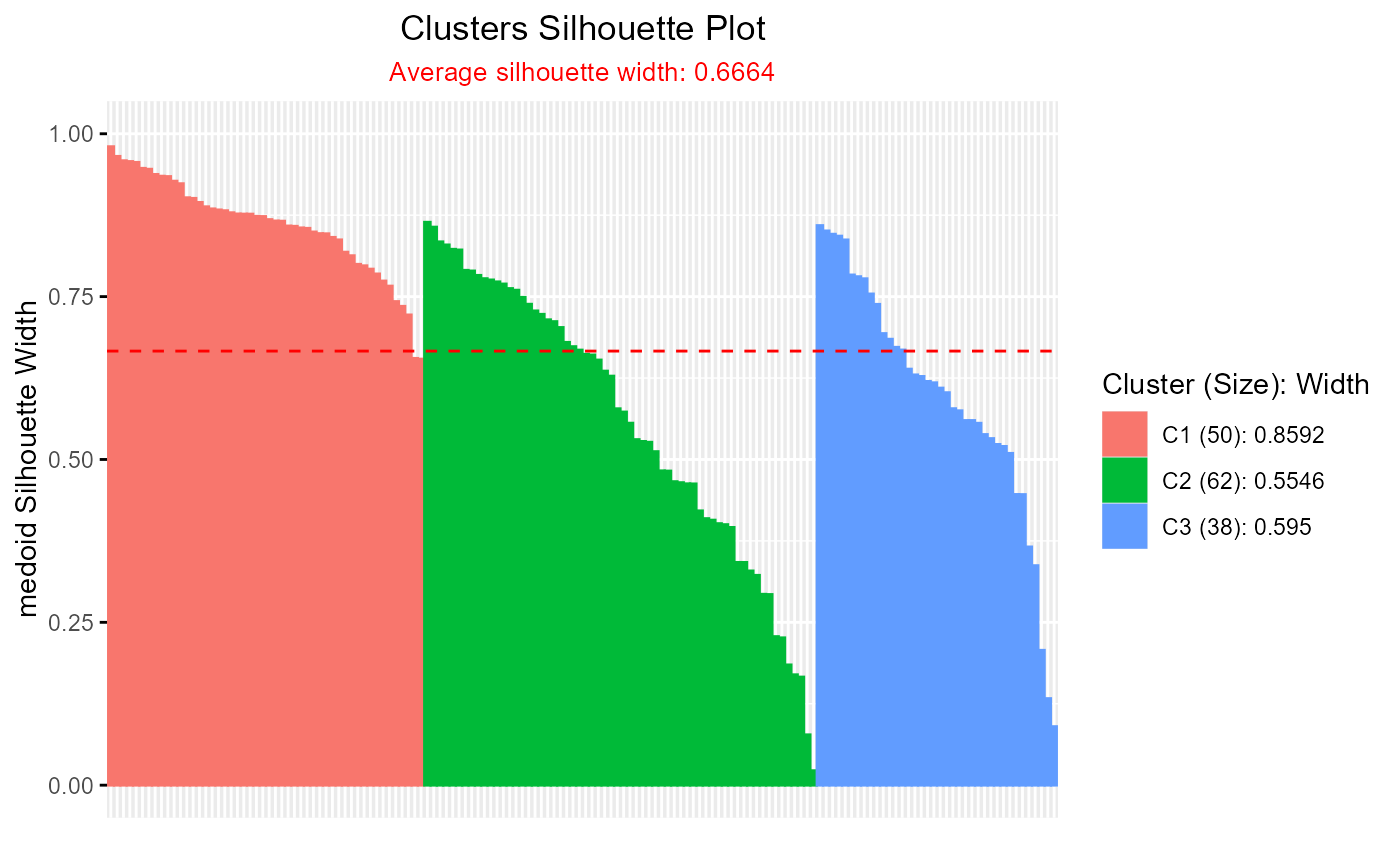 Clusters Silhouette Plot
Average silhouette width: 0.6664
medoid Silhouette Width
1.00
0.75
0.50
0.25
0.00
Cluster (Size): Width
C1 (50): 0.8592
C2 (62): 0.5546
C3 (38): 0.595